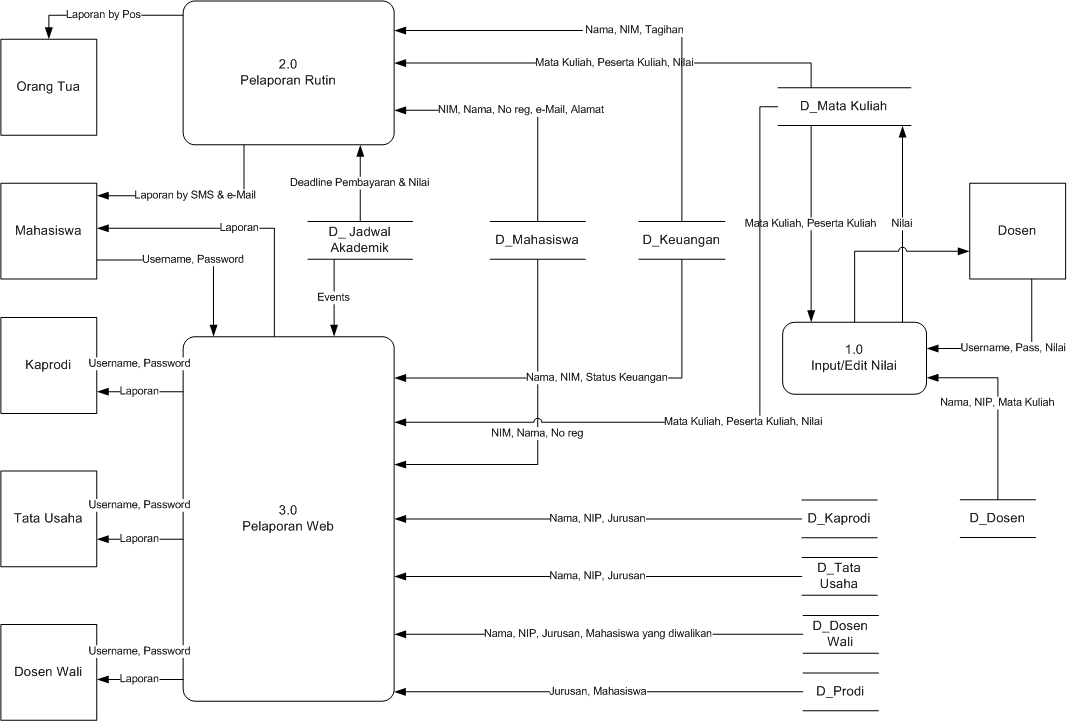 Laporan by Pos
Orang Tua
2.0
Pelaporan Rutin
Nama, NIM, Tagihan
Mata Kuliah, Peserta Kuliah, Nilai
NIM, Nama, No reg, e-Mail, Alamat
D_Mata Kuliah
Laporan by SMS & e-Mail
Deadline Pembayaran & Nilai
Mahasiswa
Laporan
Username, Password
D_ Jadwal
Akademik
D_Mahasiswa
D_Keuangan
Mata Kuliah, Peserta Kuliah
Nilai
Dosen
Events
1.0
Input/Edit Nilai
Username, Pass, Nilai
Nama, NIP, Mata Kuliah
Kaprodi
Username, Password
Laporan
Nama, NIM, Status Keuangan
Mata Kuliah, Peserta Kuliah, Nilai
NIM, Nama, No reg
Tata Usaha
Username, Password
Laporan
3.0
Pelaporan Web
Nama, NIP, Jurusan
D_Kaprodi
D_Dosen
Nama, NIP, Jurusan
D_Tata
Usaha
Dosen Wali
Username, Password
Laporan
Nama, NIP, Jurusan, Mahasiswa yang diwalikan
D_Dosen
Wali
Jurusan, Mahasiswa
D_Prodi